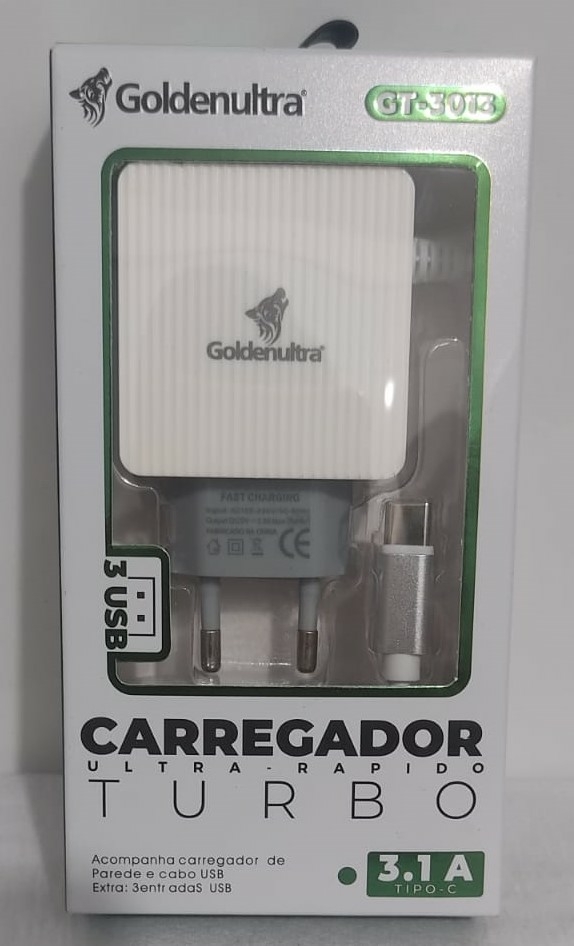 Goldenultra®
GT-3013
Goldenultra®
FAST CHARGING
CE
3 USB
CARREGADOR
ULTRA-RAPIDO
TURBO
Acompanha carregador de
Parede e cabo USB
Extra: 3entr adaS USB
3.1 A
TIPO-C